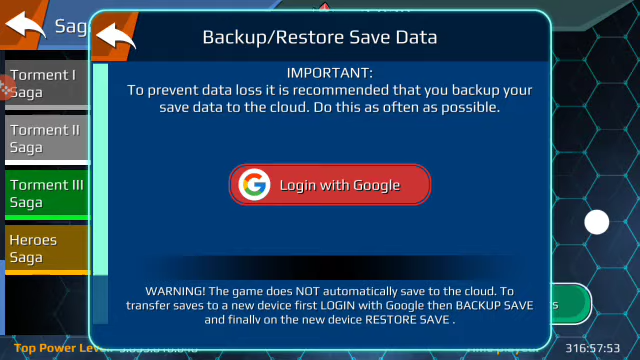 Backup/Restore Save Data
IMPORTANT:
To prevent data loss it is recommended that you backup your
save data to the cloud. Do this as often as possible.
Login with Google
WARNING! The game does NOT automatically save to the cloud. To
transfer saves to a new device first LOGIN with Google then BACKUP SAVE
and finally on the new device RESTORE SAVE .
Torment I
Saga
Torment II
Saga
Torment III
Saga
Heroes
Saga
Top Power
316:57:53